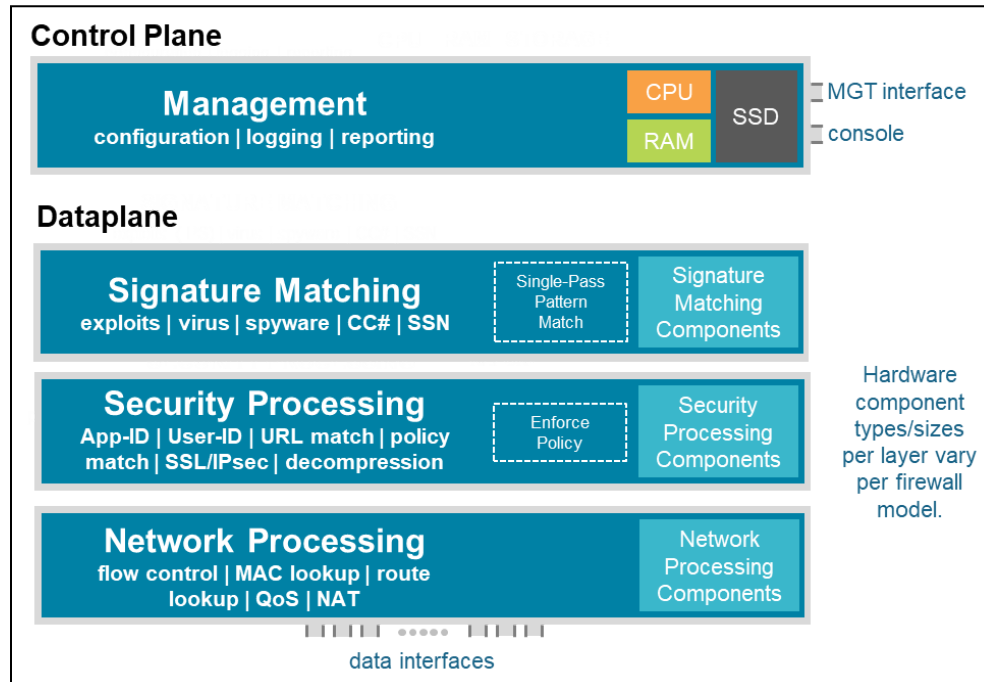 Control Plane
Management
configuration | logging | reporting
CPU
RAM
SSD
MGT interface
console
Dataplane
Signature Matching
exploits | virus | spyware | CC# | SSN
Single-Pass
Pattern
Match
Signature
Matching
Components
Security Processing
App-ID | User-ID | URL match | policy
match | SSL/IPsec | decompression
Enforce
Policy
Security
Processing
Components
Hardware
component
types/sizes
per layer vary
per firewall
model.
Network Processing
flow control | MAC lookup | route
lookup | QoS | NAT
Network
Processing
Components
data interfaces